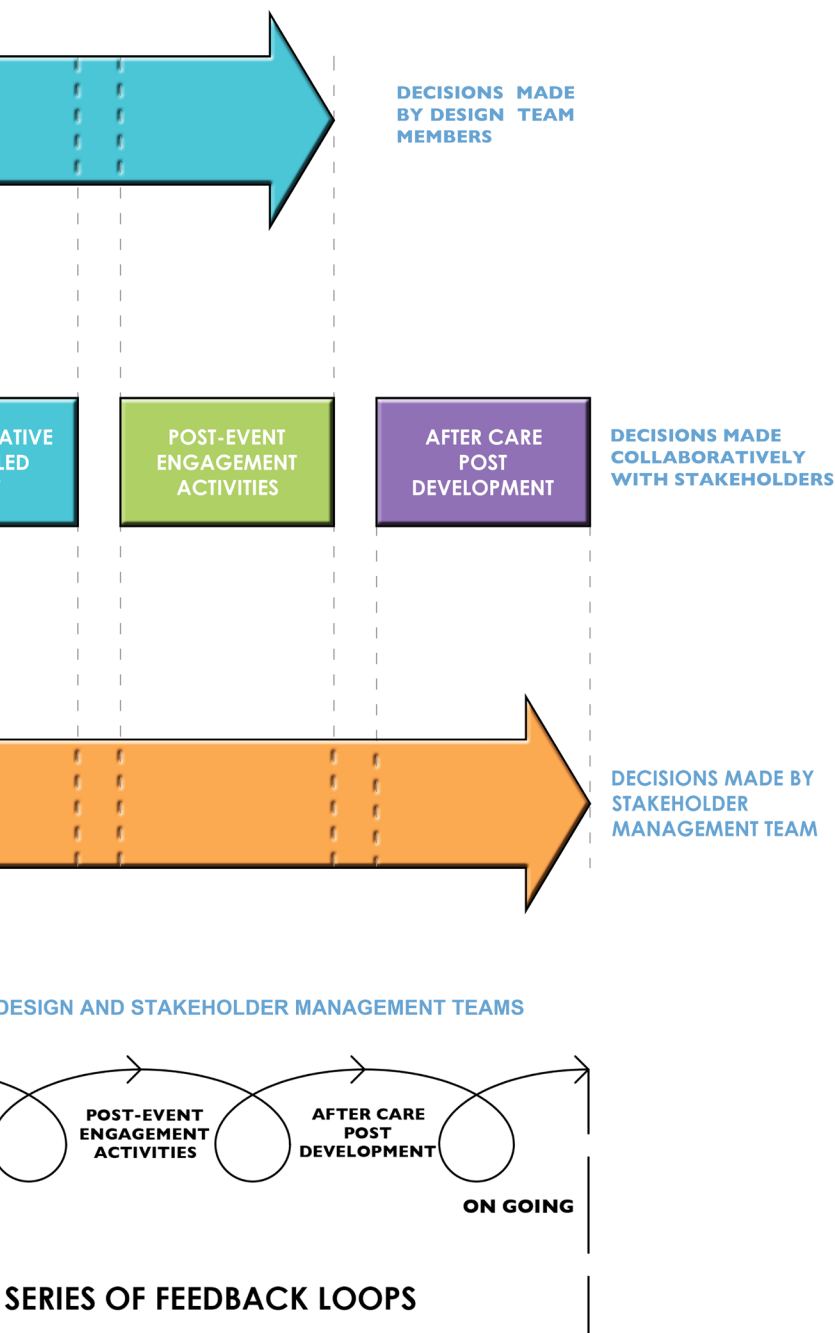 DECISIONS MADE
BY DESIGN TEAM
MEMBERS
ATIVE
LED
POST-EVENT
ENGAGEMENT
ACTIVITIES
AFTER CARE
POST
DEVELOPMENT
DECISIONS MADE
COLLABORATIVELY
WITH STAKEHOLDERS
DECISIONS MADE BY
STAKEHOLDER
MANAGEMENT TEAM
DESIGN AND STAKEHOLDER MANAGEMENT TEAMS
POST-EVENT
ENGAGEMENT
ACTIVITIES
AFTER CARE
POST
DEVELOPMENT
ON GOING
SERIES OF FEEDBACK LOOPS